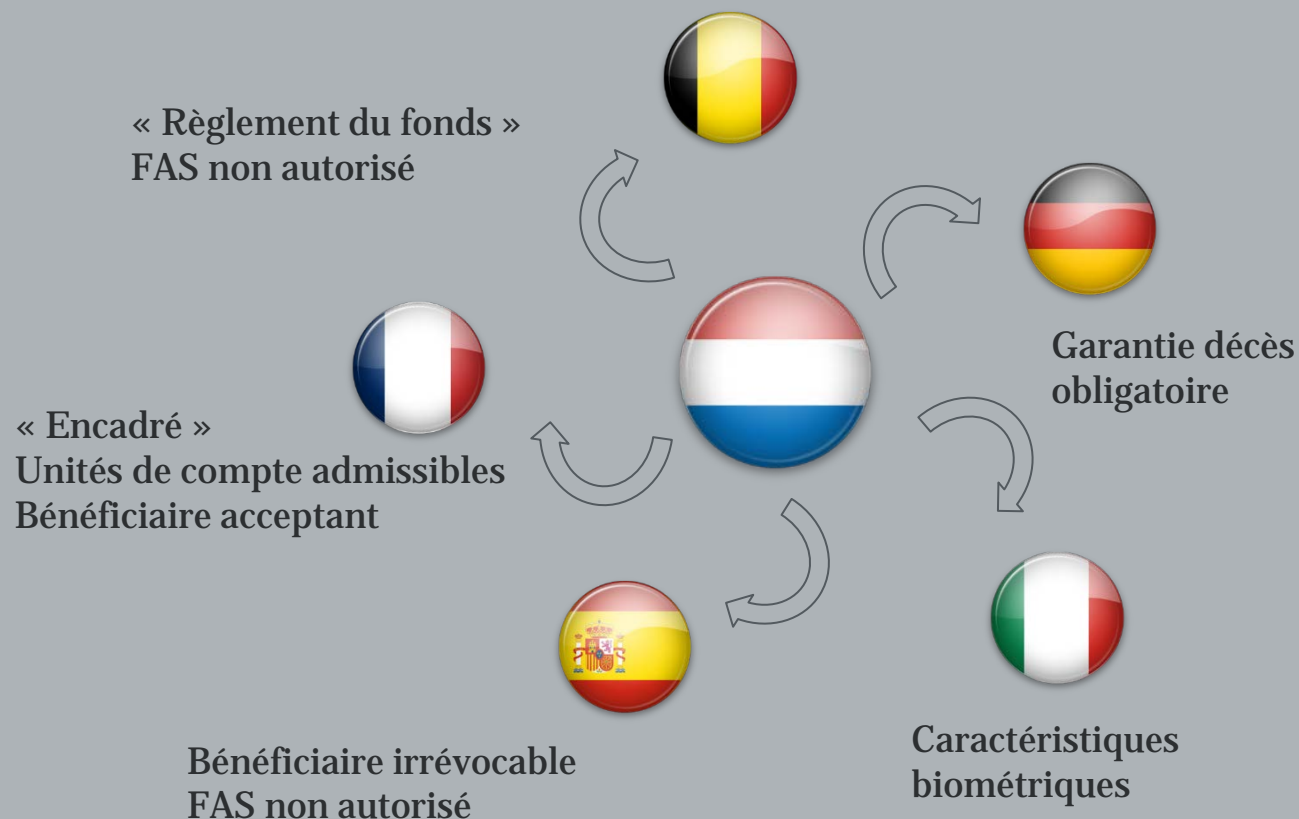 « Règlement du fonds »
FAS non autorisé
Garantie décès
obligatoire
« Encadré »
Unités de compte admissibles
Bénéficiaire acceptant
Caractéristiques
biométriques
Bénéficiaire irrévocable
FAS non autorisé